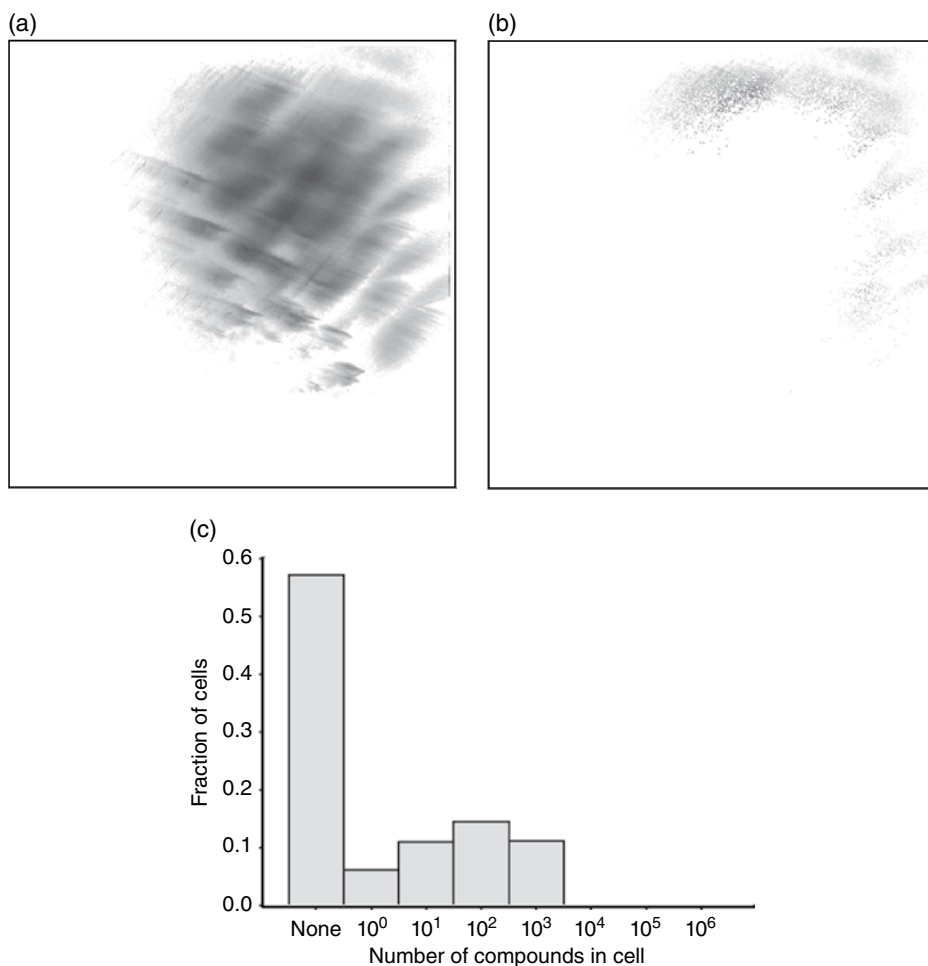 (a)
(b)
(c)
0.6
0.5
0.4
0.3
0.2
0.1
0.0
Fraction of cells
None 10⁰ 10¹ 10² 10³ 10⁴ 10⁵ 10⁶
Number of compounds in cell